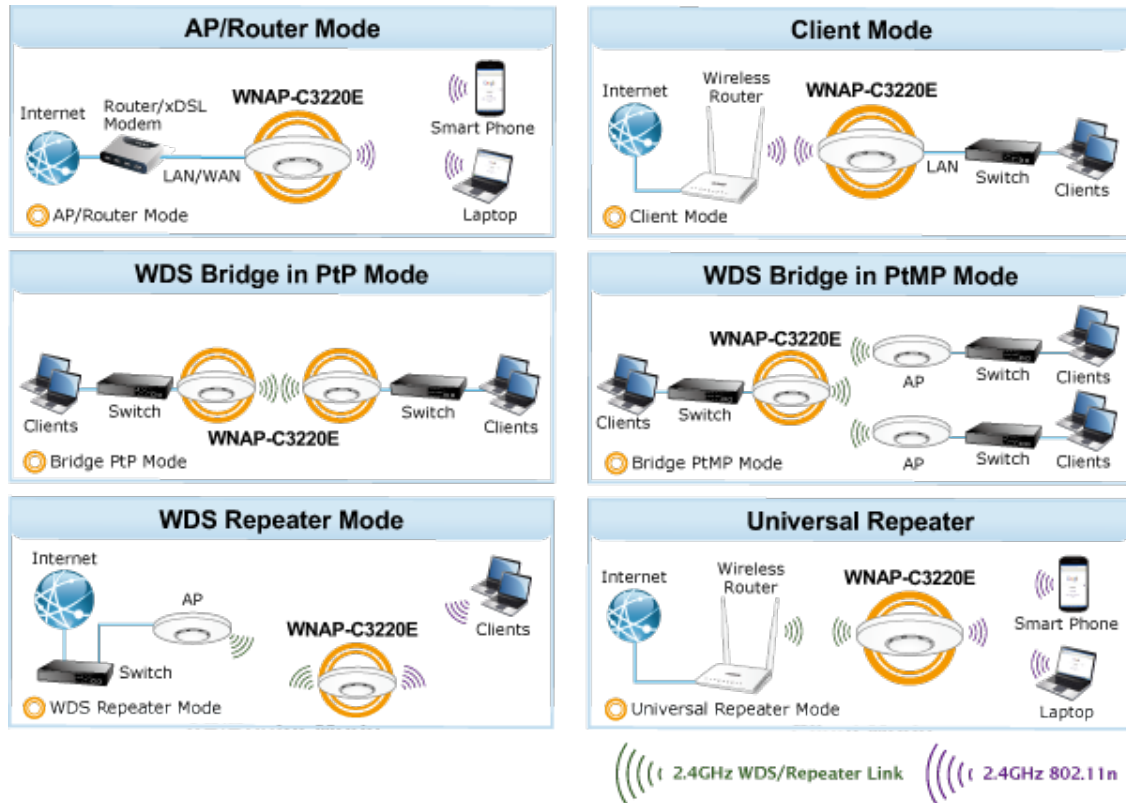 AP/Router Mode
WNAP-C3220E
Internet
Router/xDSL
Modem
Smart Phone
LAN/WAN
Laptop
AP/Router Mode
Client Mode
Wireless
Router
WNAP-C3220E
Internet
LAN
Switch
Clients
Client Mode
WDS Bridge in PtP Mode
Clients
Switch
WNAP-C3220E
Switch
Clients
Bridge PtP Mode
WDS Bridge in PtMP Mode
WNAP-C3220E
AP
Switch
Clients
Clients
Switch
AP
Switch
Clients
Bridge PtMP Mode
WDS Repeater Mode
Internet
AP
WNAP-C3220E
Clients
Switch
WDS Repeater Mode
Universal Repeater
Internet
Wireless
Router
WNAP-C3220E
Smart Phone
Laptop
Universal Repeater Mode
2.4GHz WDS/Repeater Link
2.4GHz 802.11n